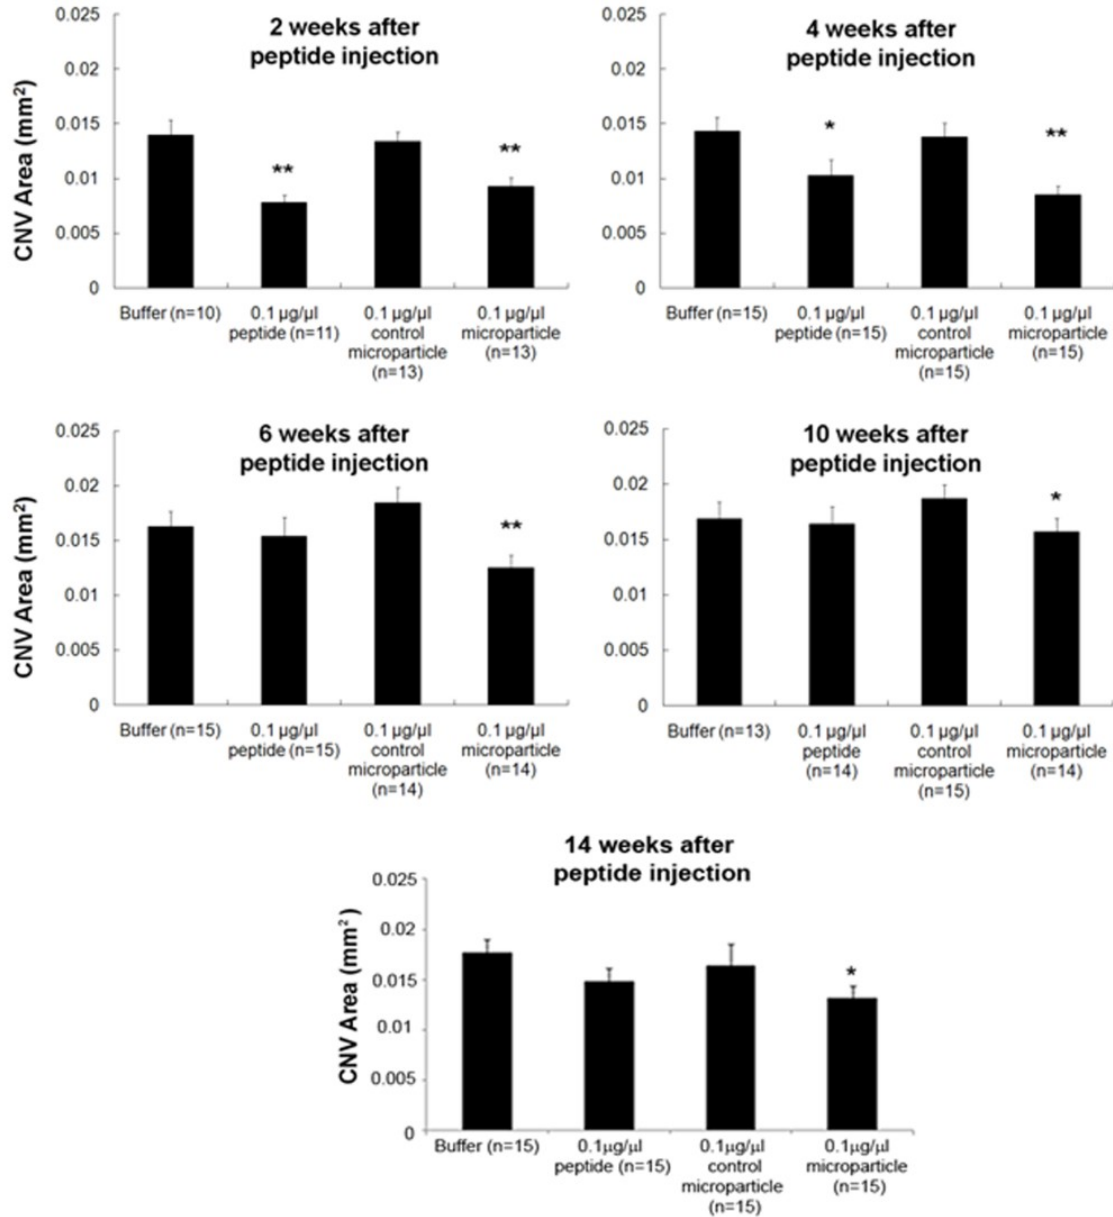 2 weeks after
peptide injection
CNV Area (mm²)
0.025
0.02
0.015
0.01
0.005
0
**
**
Buffer (n=10)
0.1 µg/µl
peptide (n=11)
0.1 µg/µl
control
microparticle
(n=13)
0.1 µg/µl
microparticle
(n=13)
4 weeks after
peptide injection
0.025
0.02
0.015
0.01
0.005
0
*
**
Buffer (n=15)
0.1 µg/µl
peptide (n=15)
0.1 µg/µl
control
microparticle
(n=15)
0.1 µg/µl
microparticle
(n=15)
6 weeks after
peptide injection
CNV Area (mm²)
0.025
0.02
0.015
0.01
0.005
0
**
Buffer (n=15)
0.1 µg/µl
peptide (n=15)
0.1 µg/µl
control
microparticle
(n=14)
0.1 µg/µl
microparticle
(n=14)
10 weeks after
peptide injection
0.025
0.02
0.015
0.01
0.005
0
*
Buffer (n=13)
0.1 µg/µl
peptide
(n=14)
0.1 µg/µl
control
microparticle
(n=15)
0.1 µg/µl
microparticle
(n=14)
14 weeks after
peptide injection
CNV Area (mm²)
0.025
0.02
0.015
0.01
0.005
0
*
Buffer (n=15)
0.1µg/µl
peptide (n=15)
0.1µg/µl
control
microparticle
(n=15)
0.1µg/µl
microparticle
(n=15)